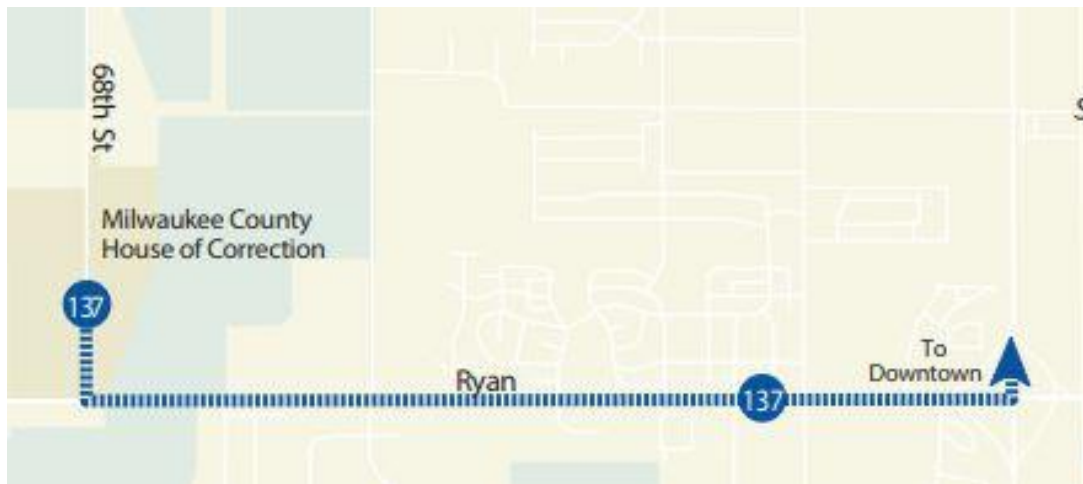 68th St
S
Milwaukee County
House of Correction
137
To
Downtown
Ryan
137